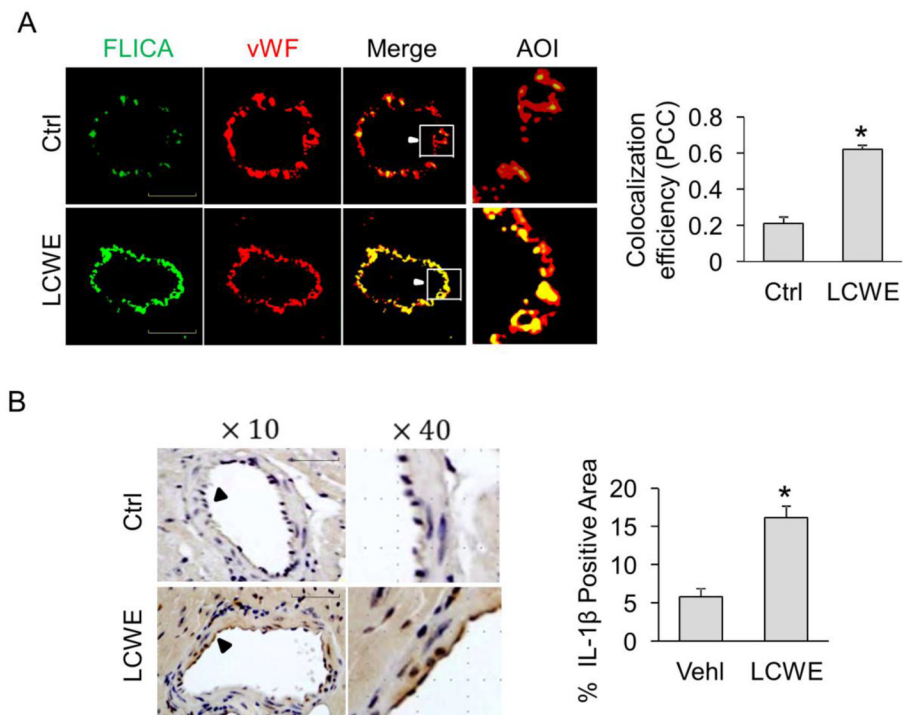 A
FLICA vWF Merge AOI
Ctrl
LCWE
Colocalization
efficiency (PCC)
0.8
0.6
0.4
0.2
0
*
Ctrl LCWE
B
× 10 × 40
Ctrl
LCWE
% IL-1β Positive Area
20
15
10
5
0
*
Vehl LCWE